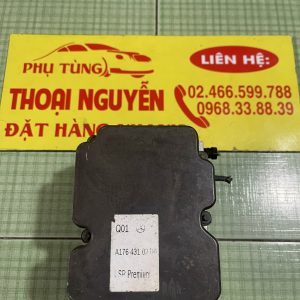 PHỤ TÙNG
THOẠI NGUYỄN
ĐẶT HÀNG
LIÊN HỆ:
02.466.599.788
0968.33.88.39
Q01
A176 431
SP Premium